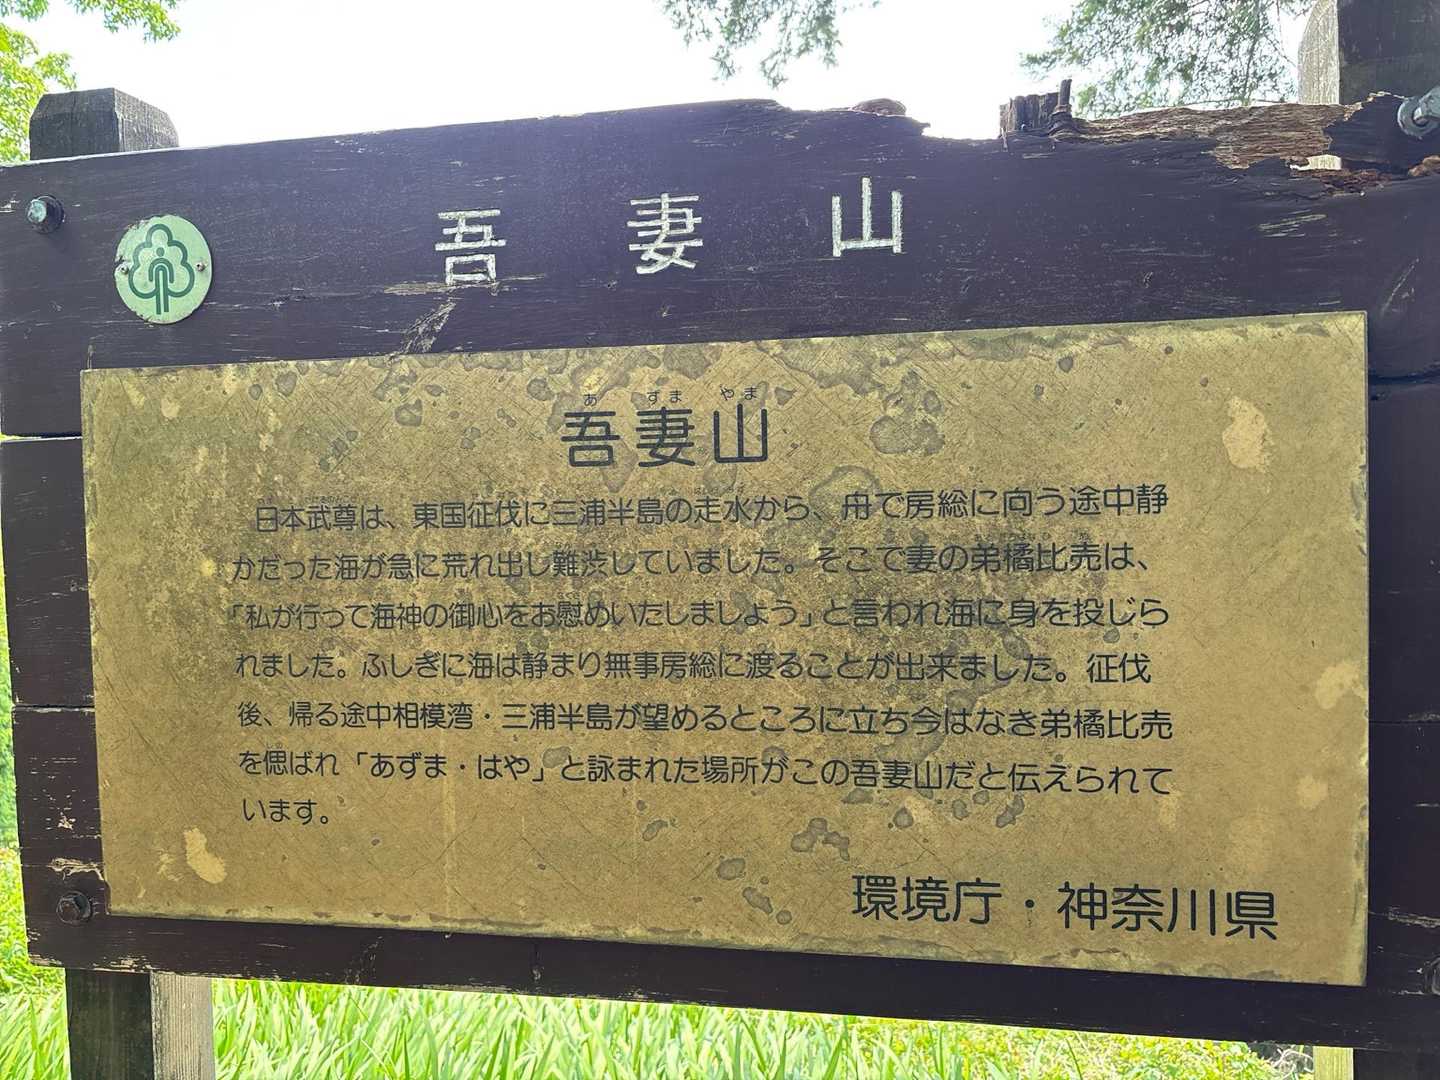 吾妻山
あずまやま
吾妻山
日本武尊は、東国征伐に三浦半島の走水から、舟で房総に向う途中静
かだった海が急に荒れ出し難渋していました。そこで妻の弟橘比売は、
「私が行って海神の御心をお慰めいたしましょう」と言われ海に身を投じら
れました。ふしぎに海は静まり無事房総に渡ることが出来ました。征伐
後、帰る途中相模湾・三浦半島が望めるところに立ち今はなき弟橘比売
を偲ばれ「あずま・はや」と詠まれた場所がこの吾妻山だと伝えられて
います。
環境庁・神奈川県